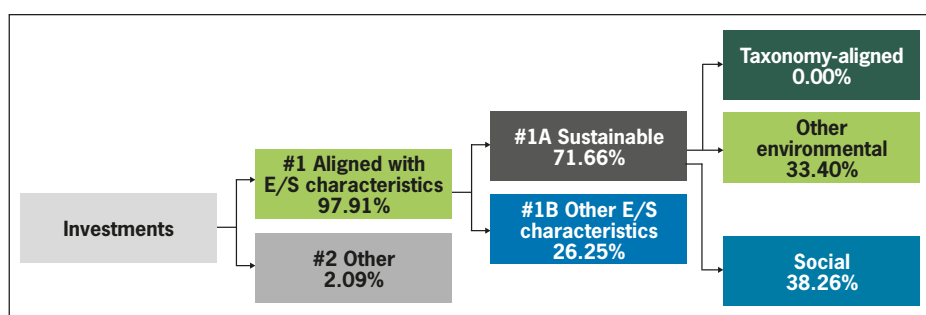 Investments
#1 Aligned with
E/S characteristics
97.91%
#2 Other
2.09%
#1A Sustainable
71.66%
#1B Other E/S
characteristics
26.25%
Taxonomy-aligned
0.00%
Other
environmental
33.40%
Social
38.26%